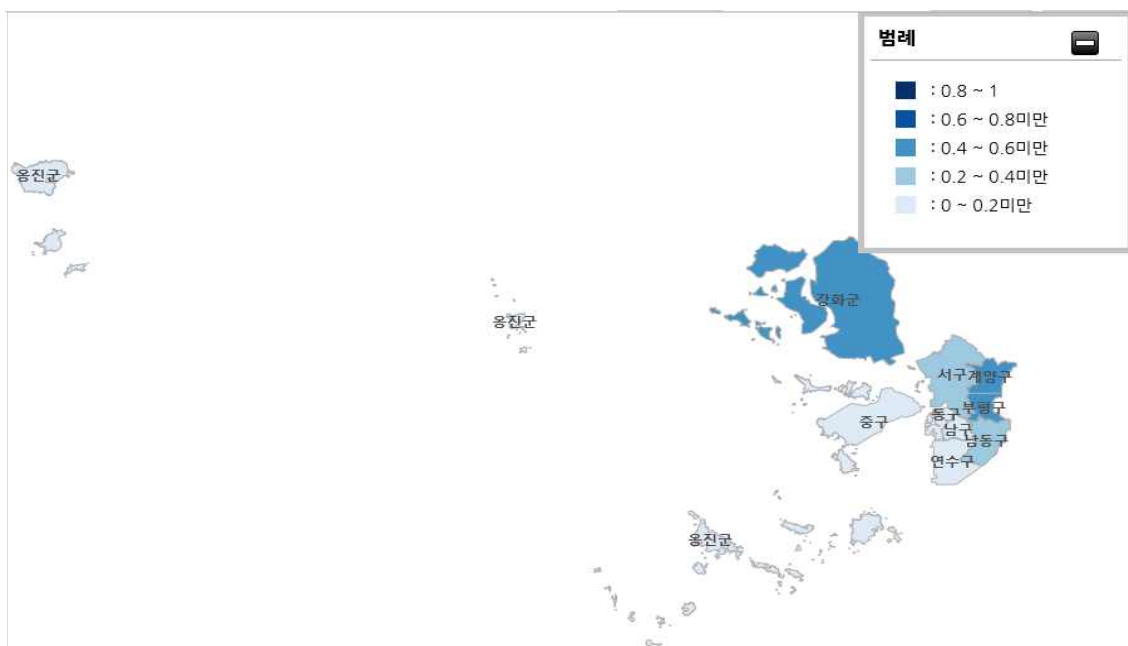 범례
: 0.8 ~ 1
: 0.6 ~ 0.8미만
: 0.4 ~ 0.6미만
: 0.2 ~ 0.4미만
: 0 ~ 0.2미만
옹진군
강화군
옹진군
서구
계양구
동구
부평구
중구
남구
남동구
연수구
옹진군